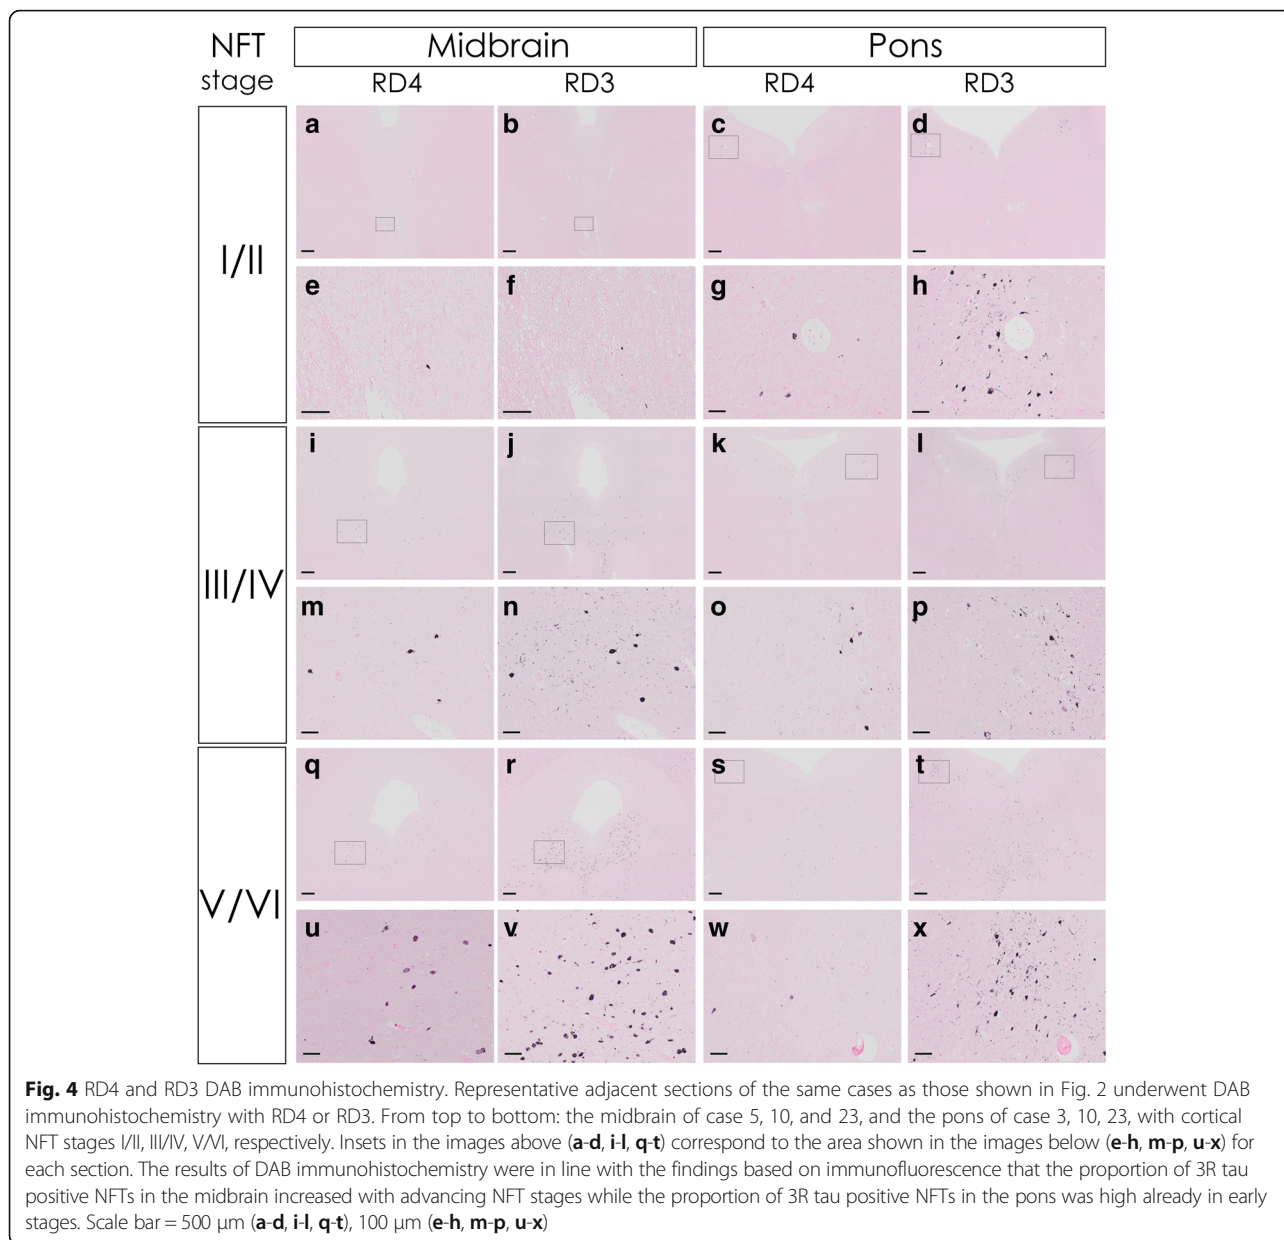 NFT
stage
Midbrain
Pons
RD4
RD3
RD4
RD3
I/II
a
b
c
d
e
f
g
h
III/IV
i
j
k
l
m
n
o
p
V/VI
q
r
s
t
u
v
w
x
Fig. 4 RD4 and RD3 DAB immunohistochemistry. Representative adjacent sections of the same cases as those shown in Fig. 2 underwent DAB
immunohistochemistry with RD4 or RD3. From top to bottom: the midbrain of case 5, 10, and 23, and the pons of case 3, 10, 23, with cortical
NFT stages I/II, III/IV, V/VI, respectively. Insets in the images above (a-d, i-l, q-t) correspond to the area shown in the images below (e-h, m-p, u-x) for
each section. The results of DAB immunohistochemistry were in line with the findings based on immunofluorescence that the proportion of 3R tau
positive NFTs in the midbrain increased with advancing NFT stages while the proportion of 3R tau positive NFTs in the pons was high already in early
stages. Scale bar = 500 μm (a-d, i-l, q-t), 100 μm (e-h, m-p, u-x)